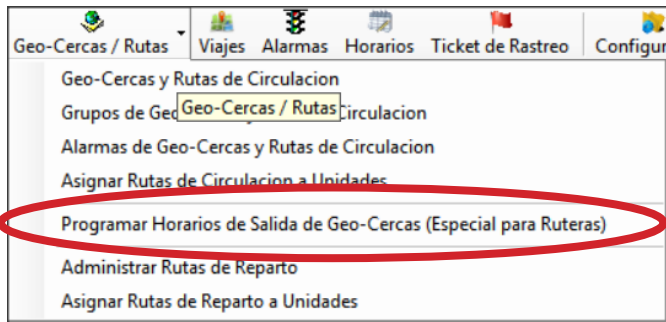 Geo-Cercas / Rutas Viajes Alarmas Horarios Ticket de Rastreo Configur
Geo-Cercas y Rutas de Circulacion
Grupos de Geo Circulacion
Geo-Cercas / Rutas
Alarmas de Geo-Cercas y Rutas de Circulacion
Asignar Rutas de Circulacion a Unidades
Programar Horarios de Salida de Geo-Cercas (Especial para Ruteras)
Administrar Rutas de Reparto
Asignar Rutas de Reparto a Unidades